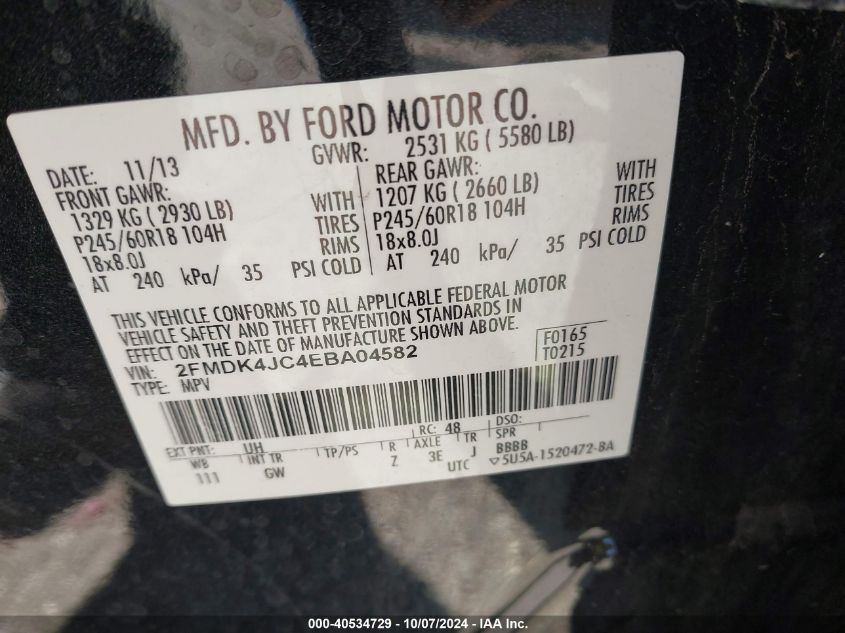 MFD. BY FORD MOTOR CO.
DATE: 11/13 GVWR: 2531 KG ( 5580 LB)
FRONT GAWR: REAR GAWR:
1329 KG ( 2930 LB) WITH 1207 KG ( 2660 LB) WITH
P245/60R18 104H TIRES P245/60R18 104H TIRES
18x8.0J RIMS 18x8.0J RIMS
AT 240 kPa/ 35 PSI COLD AT 240 kPa/ 35 PSI COLD
THIS VEHICLE CONFORMS TO ALL APPLICABLE FEDERAL MOTOR
VEHICLE SAFETY AND THEFT PREVENTION STANDARDS IN
EFFECT ON THE DATE OF MANUFACTURE SHOWN ABOVE.
VIN: 2FMDK4JC4EBA04582 F0165
TYPE: MPV T0215
EXT PNT: UH RC: 48 DSO:
WB INT TR TP/PS R AXLE TR SPR
111 GW Z 3E J BBBB
UTC ▽5U5A-1520472-BA
000-40534729 - 10/07/2024 - IAA Inc.